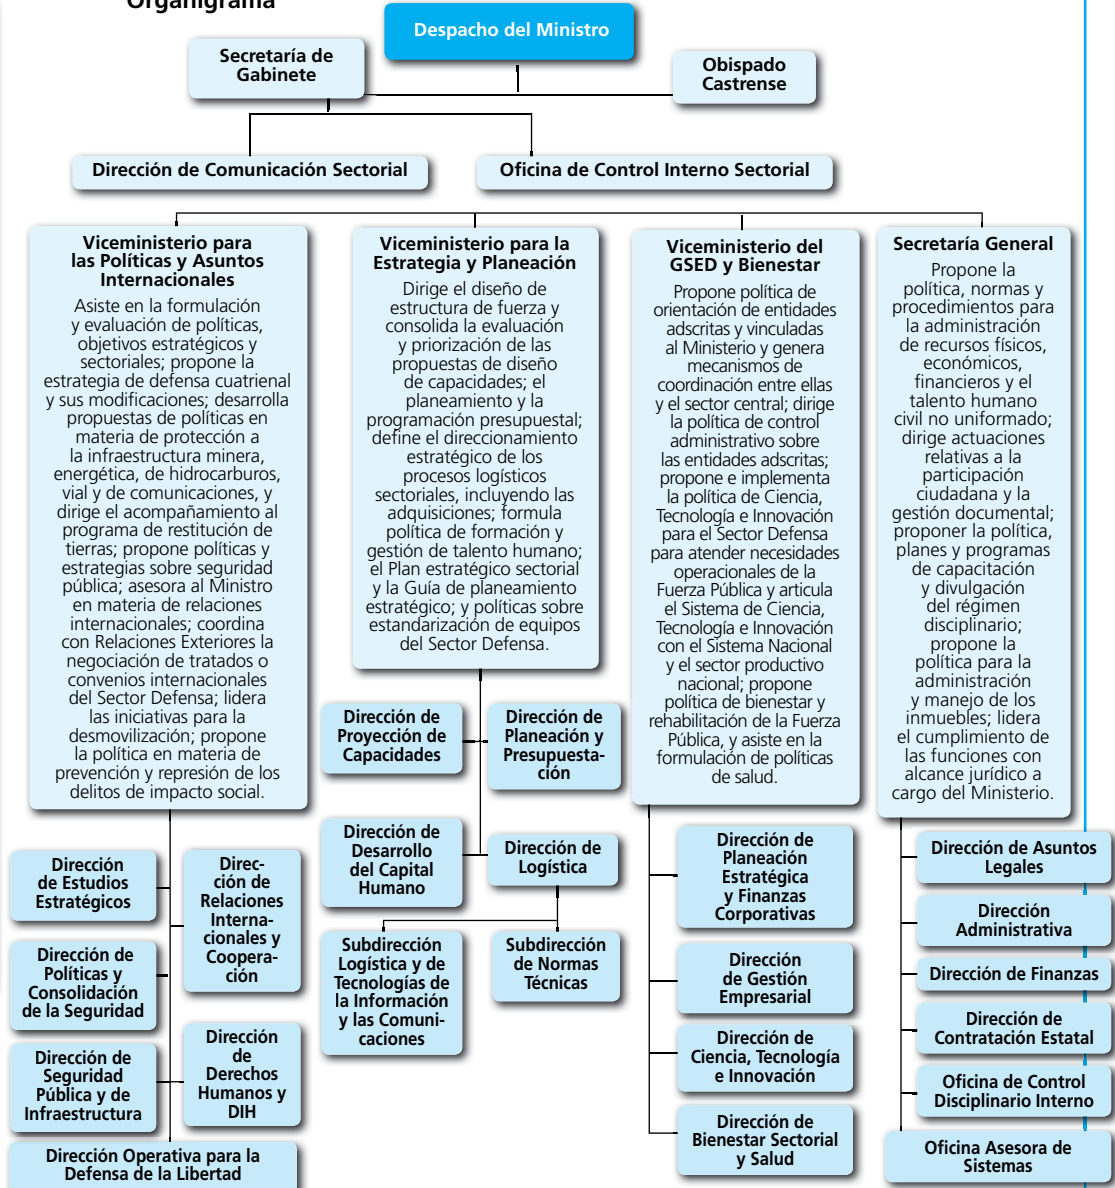 Organigrama
Despacho del Ministro
Secretaría de
Gabinete
Obispado
Castrense
Dirección de Comunicación Sectorial
Oficina de Control Interno Sectorial
Viceministerio para
las Políticas y Asuntos
Internacionales
Asiste en la formulación
y evaluación de políticas,
objetivos estratégicos y
sectoriales; propone la
estrategia de defensa cuatrienal
y sus modificaciones; desarrolla
propuestas de políticas en
materia de protección a
la infraestructura minera,
energética, de hidrocarburos,
vial y de comunicaciones, y
dirige el acompañamiento al
programa de restitución de
tierras; propone políticas y
estrategias sobre seguridad
pública; asesora al Ministro
en materia de relaciones
internacionales; coordina
con Relaciones Exteriores la
negociación de tratados o
convenios internacionales
del Sector Defensa; lidera
las iniciativas para la
desmovilización; propone
la política en materia de
prevención y represión de los
delitos de impacto social.
Viceministerio para la
Estrategia y Planeación
Dirige el diseño de
estructura de fuerza y
consolida la evaluación
y priorización de las
propuestas de diseño
de capacidades; el
planeamiento y la
programación presupuestal;
define el direccionamiento
estratégico de los
procesos logísticos
sectoriales, incluyendo las
adquisiciones; formula
política de formación y
gestión de talento humano;
el Plan estratégico sectorial
y la Guía de planeamiento
estratégico; y políticas sobre
estandarización de equipos
del Sector Defensa.
Viceministerio del
GSED y Bienestar
Propone política de
orientación de entidades
adscritas y vinculadas
al Ministerio y genera
mecanismos de
coordinación entre ellas
y el sector central; dirige
la política de control
administrativo sobre
las entidades adscritas;
propone e implementa
la política de Ciencia,
Tecnología e Innovación
para el Sector Defensa
para atender necesidades
operacionales de la
Fuerza Pública y articula
el Sistema de Ciencia,
Tecnología e Innovación
con el Sistema Nacional
y el sector productivo
nacional; propone
política de bienestar y
rehabilitación de la Fuerza
Pública, y asiste en la
formulación de políticas
de salud.
Secretaría General
Propone la
política, normas y
procedimientos para
la administración
de recursos físicos,
económicos,
financieros y el
talento humano
civil no uniformado;
dirige actuaciones
relativas a la
participación
ciudadana y la
gestión documental;
proponer la política,
planes y programas
de capacitación
y divulgación
del régimen
disciplinario;
propone la
política para la
administración
y manejo de los
inmuebles; lidera
el cumplimiento de
las funciones con
alcance jurídico a
cargo del Ministerio.
Dirección
de Estudios
Estratégicos
Direc-
ción de
Relaciones
Interna-
cionales y
Coopera-
ción
Dirección de
Políticas y
Consolidación
de la Seguridad
Dirección de
Seguridad
Pública y de
Infraestructura
Dirección
de
Derechos
Humanos y
DIH
Dirección Operativa para la
Defensa de la Libertad
Dirección de
Proyección de
Capacidades
Dirección de
Planeación y
Presupuesta-
ción
Dirección de
Desarrollo
del Capital
Humano
Dirección de
Logística
Subdirección
Logística y de
Tecnologías de
la Información
y las Comuni-
caciones
Subdirección
de Normas
Técnicas
Dirección de
Planeación
Estratégica
y Finanzas
Corporativas
Dirección
de Gestión
Empresarial
Dirección de
Ciencia, Tecnología
e Innovación
Dirección de
Bienestar Sectorial
y Salud
Dirección de Asuntos
Legales
Dirección
Administrativa
Dirección de Finanzas
Dirección de
Contratación Estatal
Oficina de Control
Disciplinario Interno
Oficina Asesora de
Sistemas